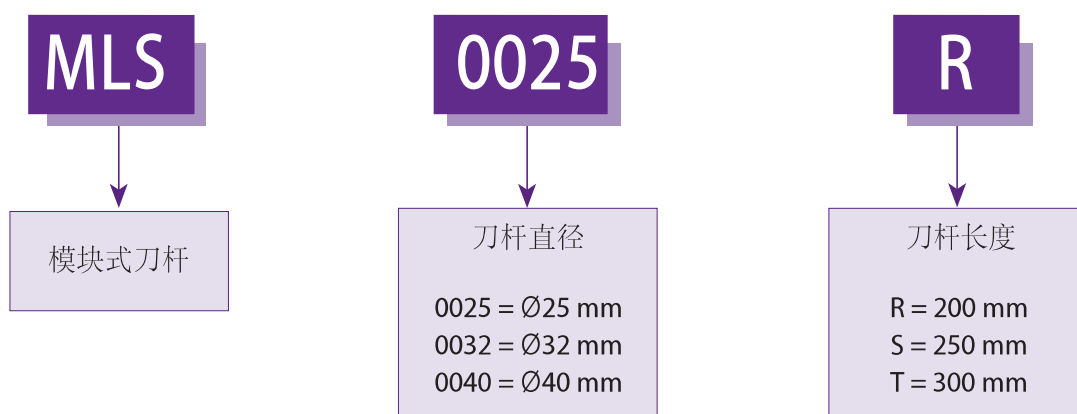 MLS
0025
R
模块式刀杆
刀杆直径
0025 = Ø25 mm
0032 = Ø32 mm
0040 = Ø40 mm
刀杆长度
R = 200 mm
S = 250 mm
T = 300 mm